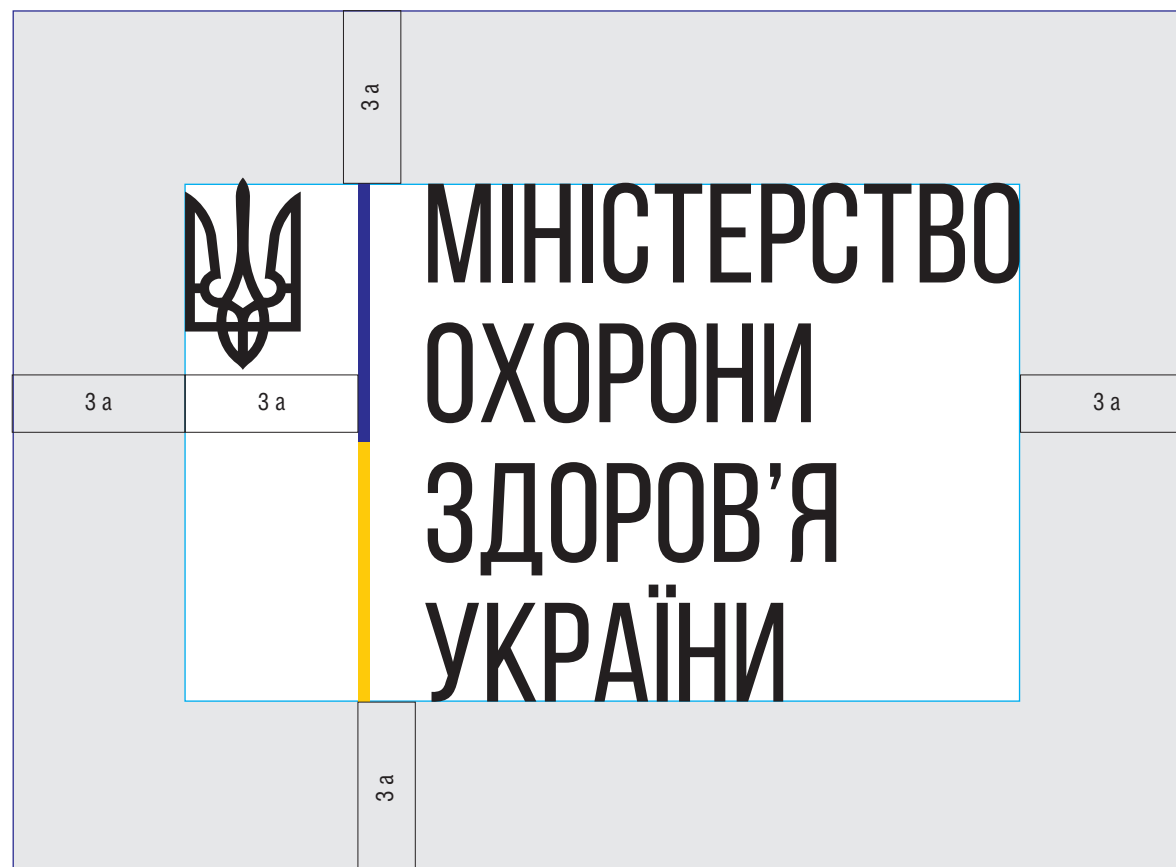 3 а
МІНІСТЕРСТВО
ОХОРОНИ
3 а 3 а 3 а
ЗДОРОВ’Я
УКРАЇНИ
3 а